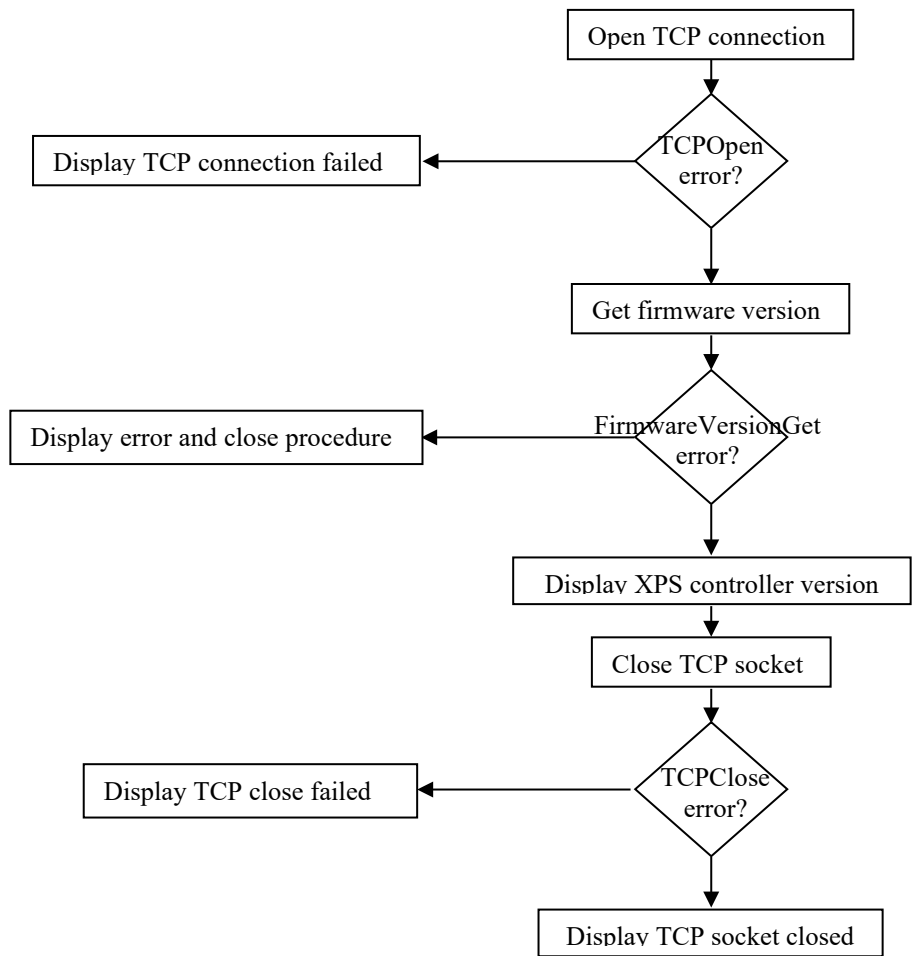 Open TCP connection
TCPOpen
error?
Display TCP connection failed
Get firmware version
FirmwareVersionGet
error?
Display error and close procedure
Display XPS controller version
Close TCP socket
TCPClose
error?
Display TCP close failed
Display TCP socket closed